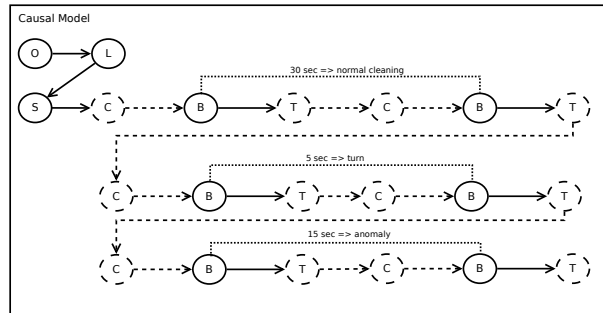 Causal Model
O L
30 sec => normal cleaning
S C B T C B T
5 sec => turn
C B T C B T
15 sec => anomaly
C B T C B T